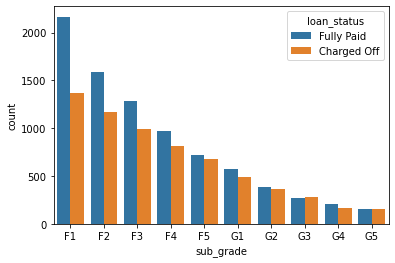 loan_status
Fully Paid
Charged Off
2000
1500
1000
500
0
count
F1 F2 F3 F4 F5 G1 G2 G3 G4 G5
sub_grade